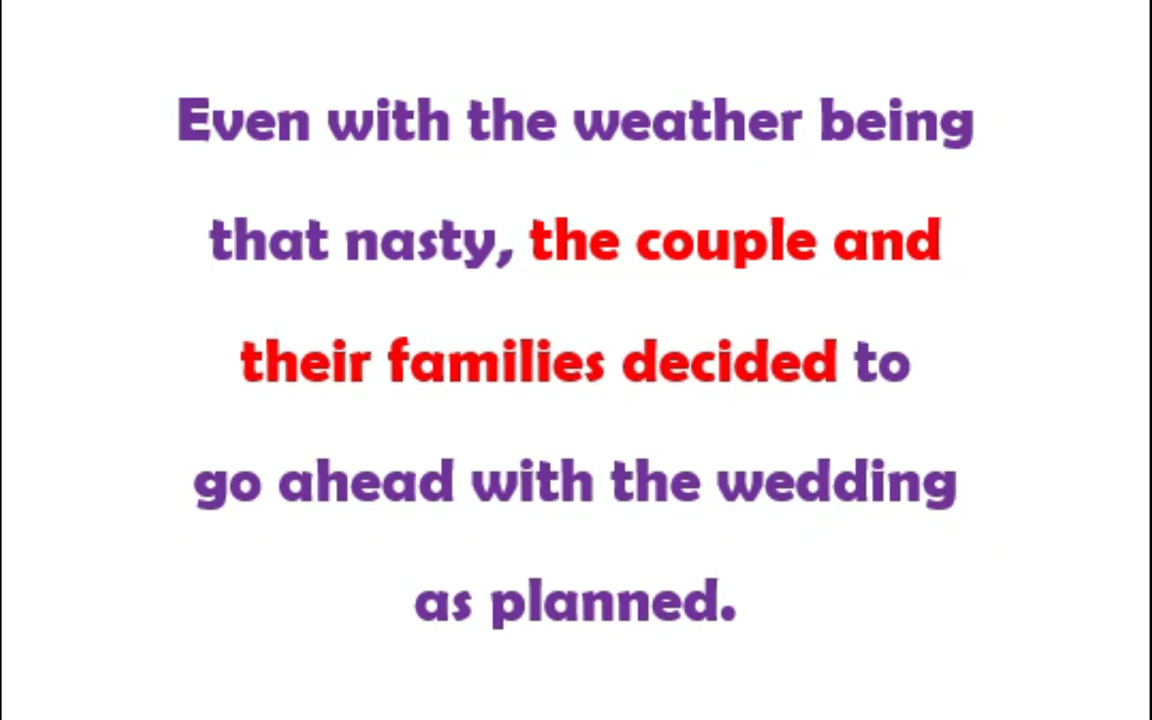 Even with the weather being
that nasty, the couple and
their families decided to
go ahead with the wedding
as planned.